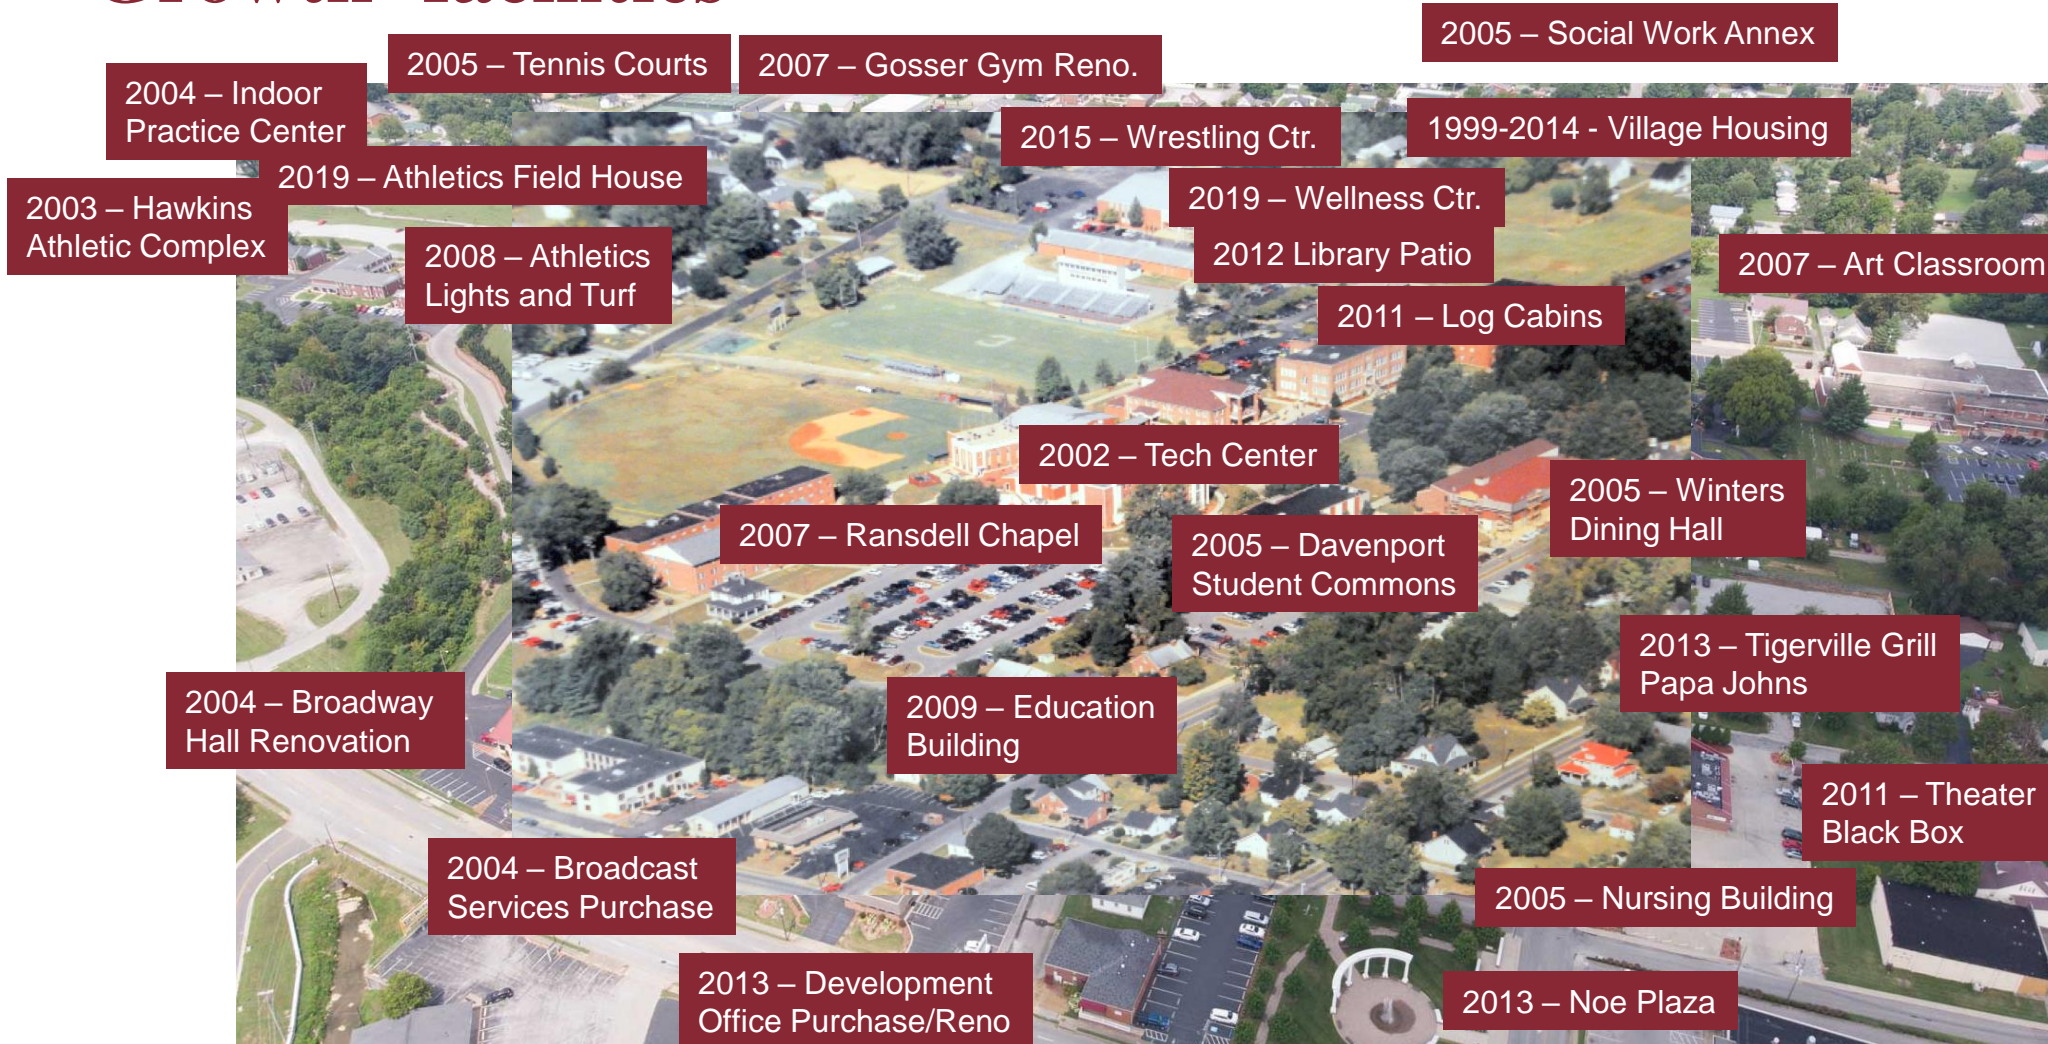 Growth Facilities
2005 – Social Work Annex
2005 – Tennis Courts
2007 – Gosser Gym Reno.
2004 – Indoor
Practice Center
2015 – Wrestling Ctr.
1999-2014 - Village Housing
2019 – Athletics Field House
2003 – Hawkins
Athletic Complex
2019 – Wellness Ctr.
2008 – Athletics
Lights and Turf
2012 Library Patio
2007 – Art Classroom
2011 – Log Cabins
2002 – Tech Center
2005 – Winters
Dining Hall
2007 – Ransdell Chapel
2005 – Davenport
Student Commons
2013 – Tigerville Grill
Papa Johns
2004 – Broadway
Hall Renovation
2009 – Education
Building
2011 – Theater
Black Box
2004 – Broadcast
Services Purchase
2005 – Nursing Building
2013 – Development
Office Purchase/Reno
2013 – Noe Plaza